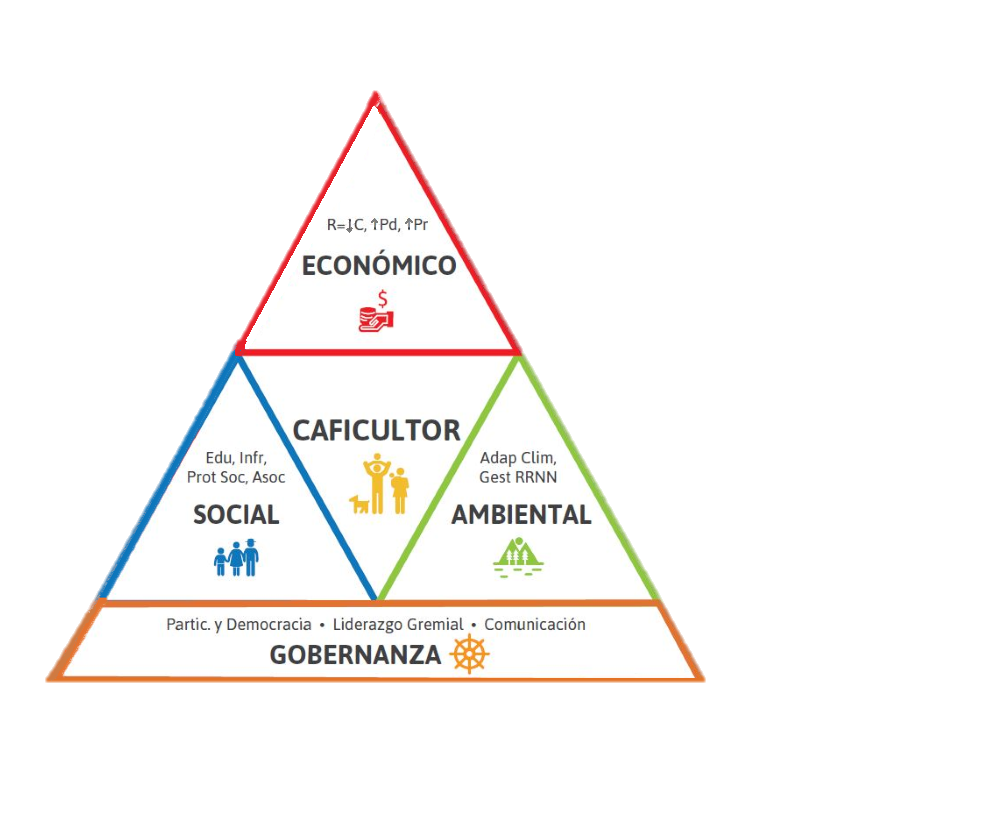 R=↓C, ↑Pd, ↑Pr
ECONÓMICO
$
CAFICULTOR
Edu, Infr,
Prot Soc, Asoc
SOCIAL
Adap Clim,
Gest RRNN
AMBIENTAL
Partic. y Democracia • Liderazgo Gremial • Comunicación
GOBERNANZA